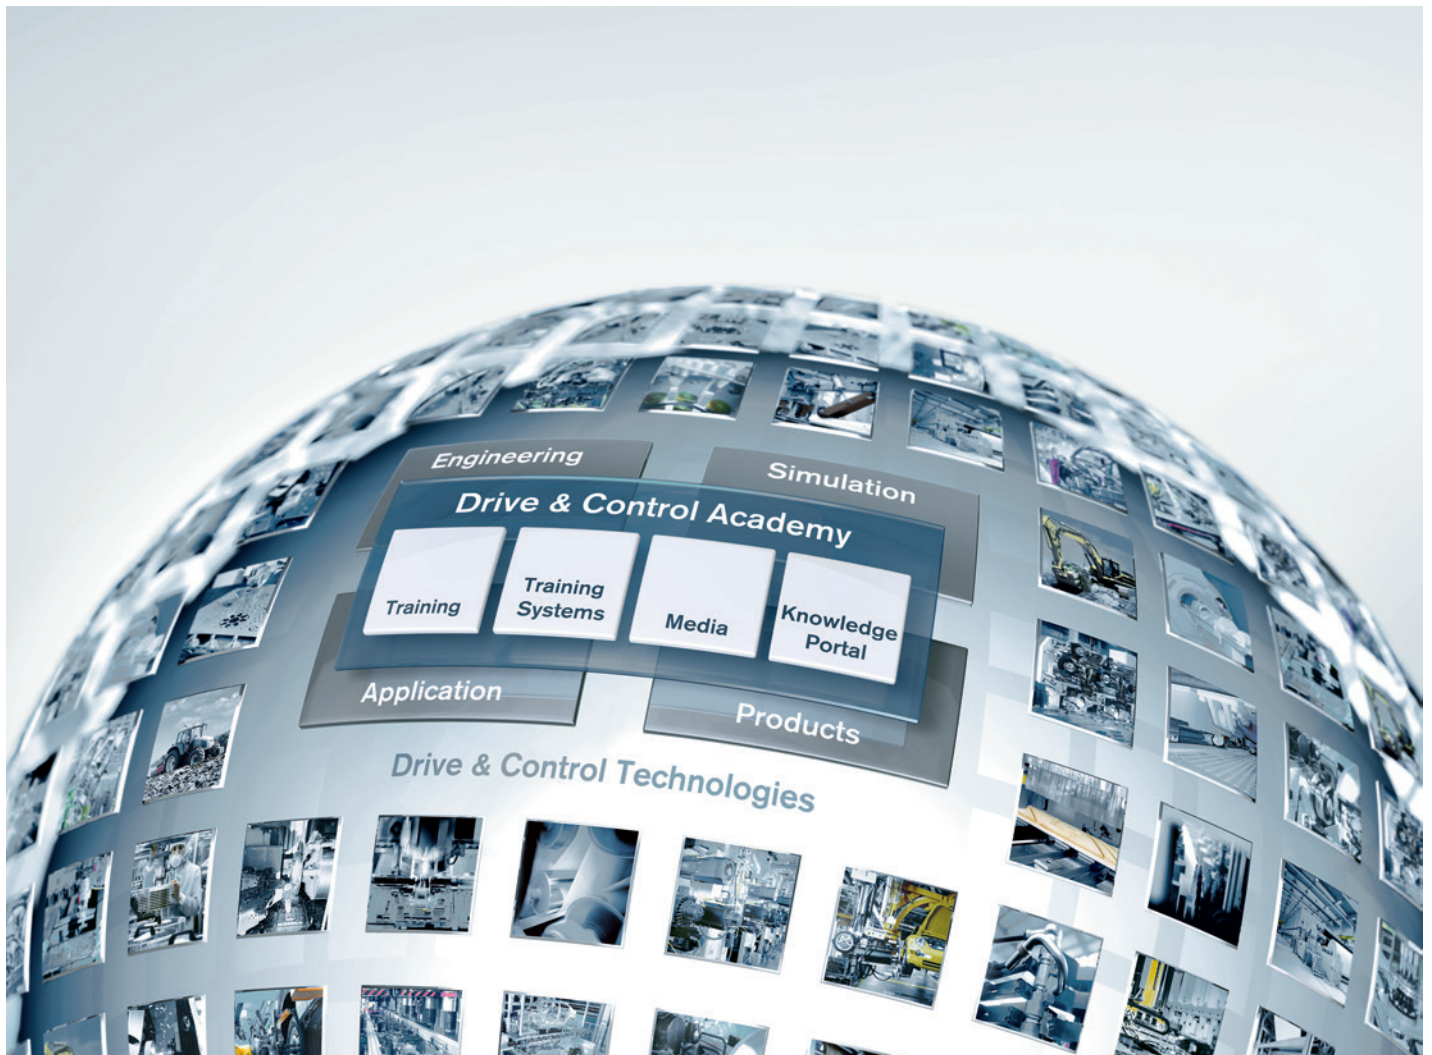 Engineering
Simulation
Drive & Control Academy
Training
Training
Systems
Media
Knowledge
Portal
Application
Products
Drive & Control Technologies